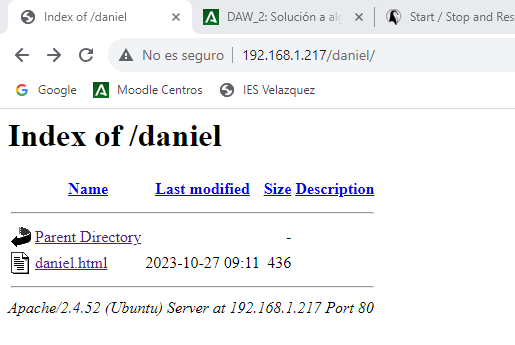 Index of /daniel
DAW_2: Solución a alg
Start / Stop and Res
No es seguro 192.168.1.217/daniel/
Google Moodle Centros IES Velazquez
Index of /daniel
Name Last modified Size Description
Parent Directory -
daniel.html 2023-10-27 09:11 436
Apache/2.4.52 (Ubuntu) Server at 192.168.1.217 Port 80